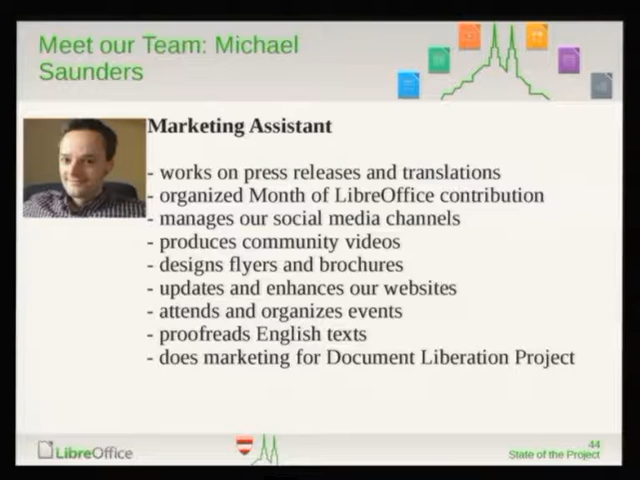 Meet our Team: Michael
Saunders
Marketing Assistant
- works on press releases and translations
- organized Month of LibreOffice contribution
- manages our social media channels
- produces community videos
- designs flyers and brochures
- updates and enhances our websites
- attends and organizes events
- proofreads English texts
- does marketing for Document Liberation Project
LibreOffice
44
State of the Project